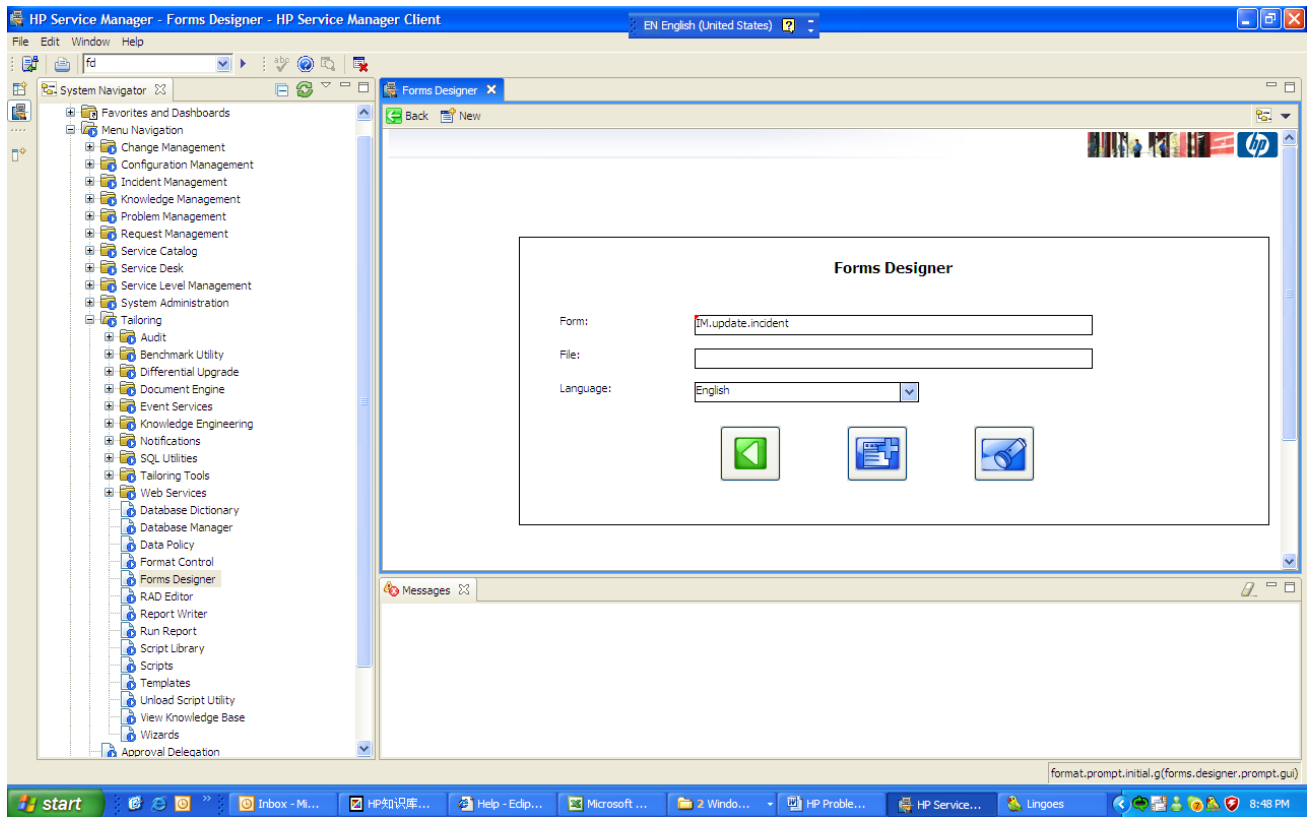 HP Service Manager - Forms Designer - HP Service Manager Client
EN English (United States)
File Edit Window Help
fd
abc
System Navigator
Forms Designer
Back New
hp
Favorites and Dashboards
Menu Navigation
Change Management
Configuration Management
Incident Management
Knowledge Management
Problem Management
Request Management
Service Catalog
Service Desk
Service Level Management
System Administration
Tailoring
Audit
Benchmark Utility
Differential Upgrade
Document Engine
Event Services
Knowledge Engineering
Notifications
SQL Utilities
Tailoring Tools
Web Services
Database Dictionary
Database Manager
Data Policy
Format Control
Forms Designer
RAD Editor
Report Writer
Run Report
Script Library
Scripts
Templates
Unload Script Utility
View Knowledge Base
Wizards
Approval Delegation
Forms Designer
Form: IM.update.incident
File:
Language: English
Messages
format.prompt.initial.g(forms.designer.prompt.gui)
start Inbox - Mi... HP知识库... Help - Eclip... Microsoft ... 2 Windo... HP Proble... HP Service... Lingoes 8:48 PM